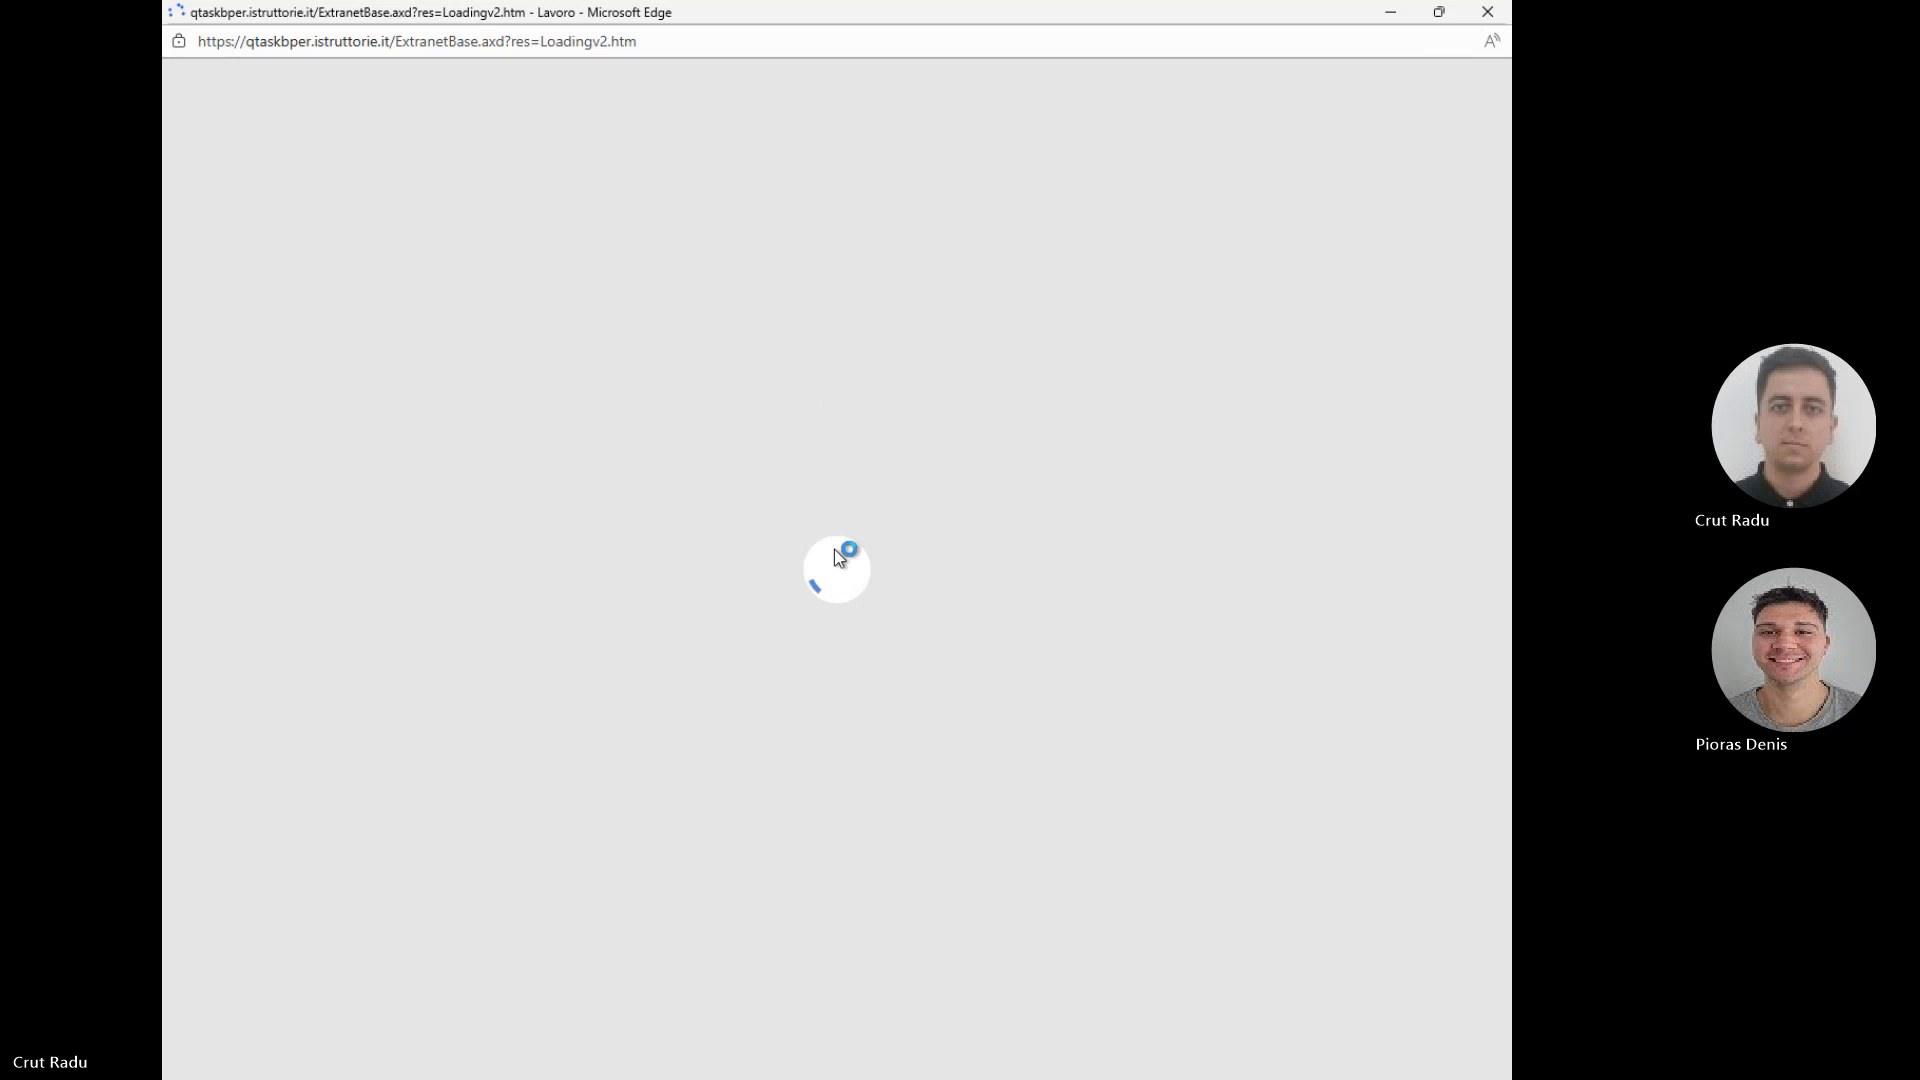 qtaskbper.istruttorie.it/ExtranetBase.axd?res=Loadingv2.htm - Lavoro - Microsoft Edge
https://qtaskbper.istruttorie.it/ExtranetBase.axd?res=Loadingv2.htm
Crut Radu
Pioras Denis
Crut Radu